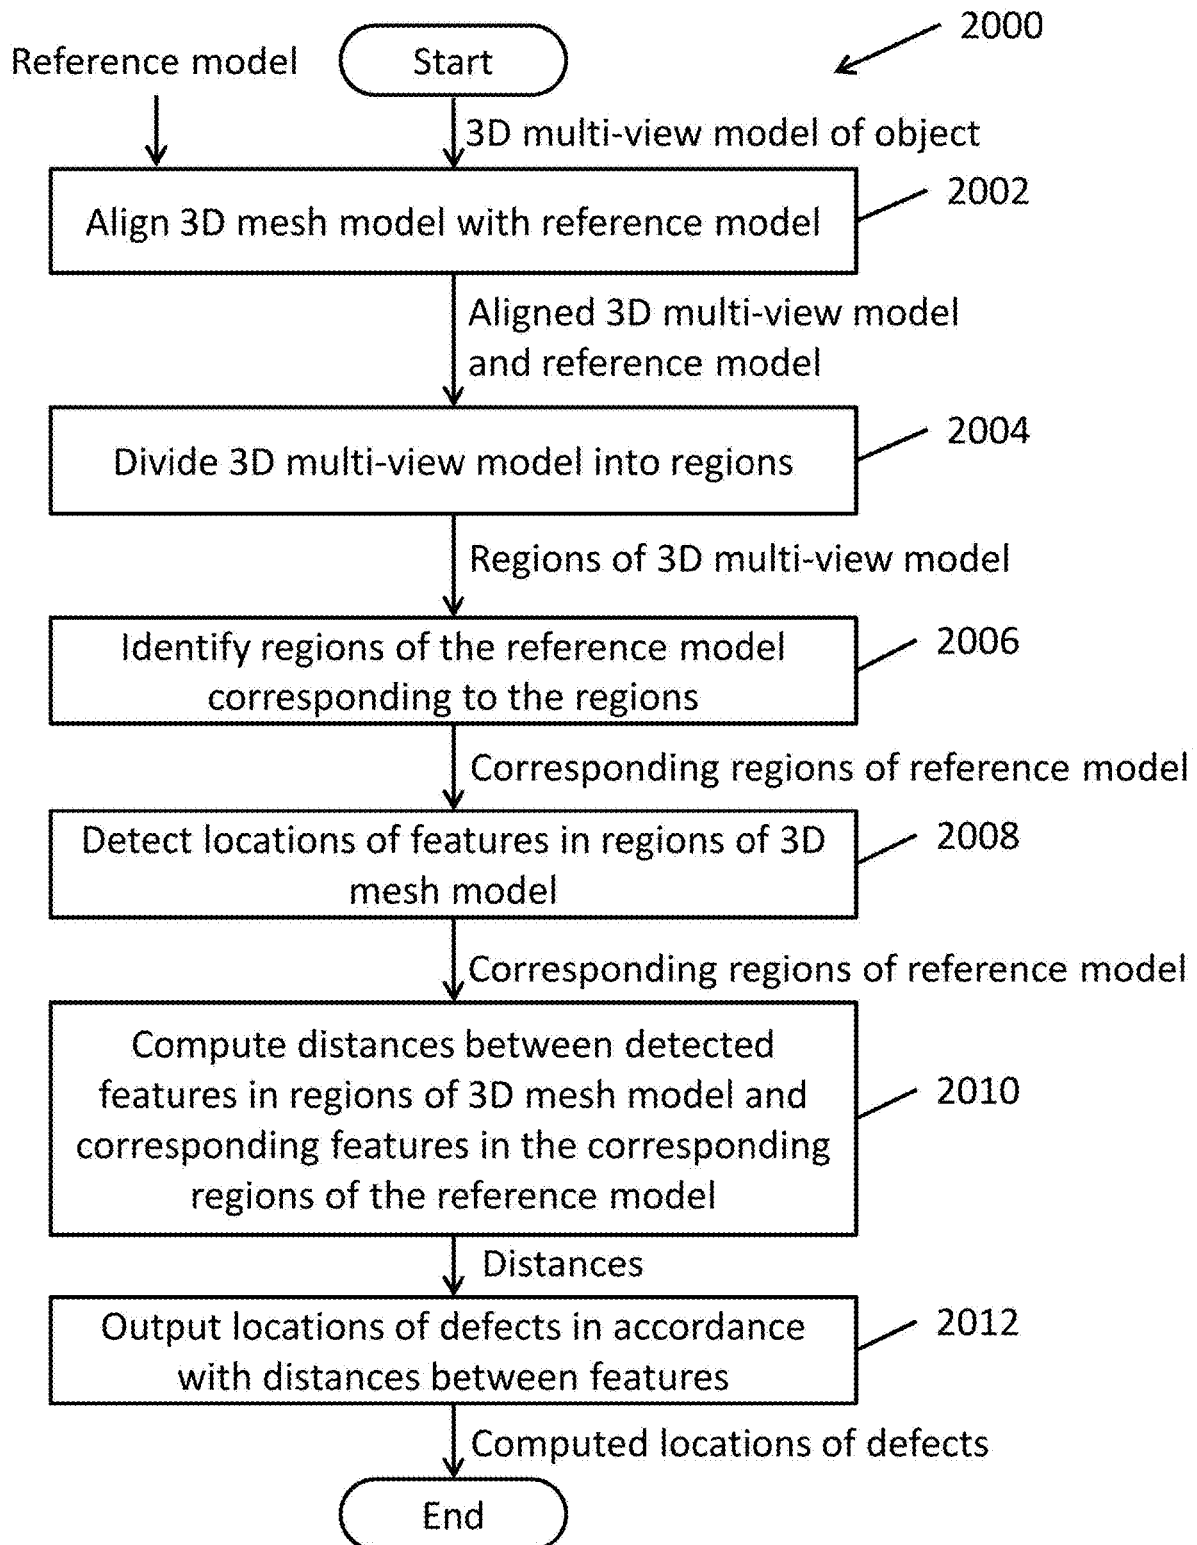 2000
Reference model
Start
3D multi-view model of object
2002
Align 3D mesh model with reference model
Aligned 3D multi-view model
and reference model
2004
Divide 3D multi-view model into regions
Regions of 3D multi-view model
2006
Identify regions of the reference model
corresponding to the regions
Corresponding regions of reference model
2008
Detect locations of features in regions of 3D
mesh model
Corresponding regions of reference model
Compute distances between detected
features in regions of 3D mesh model and
2010
corresponding features in the corresponding
regions of the reference model
Distances
2012
Output locations of defects in accordance
with distances between features
Computed locations of defects
End